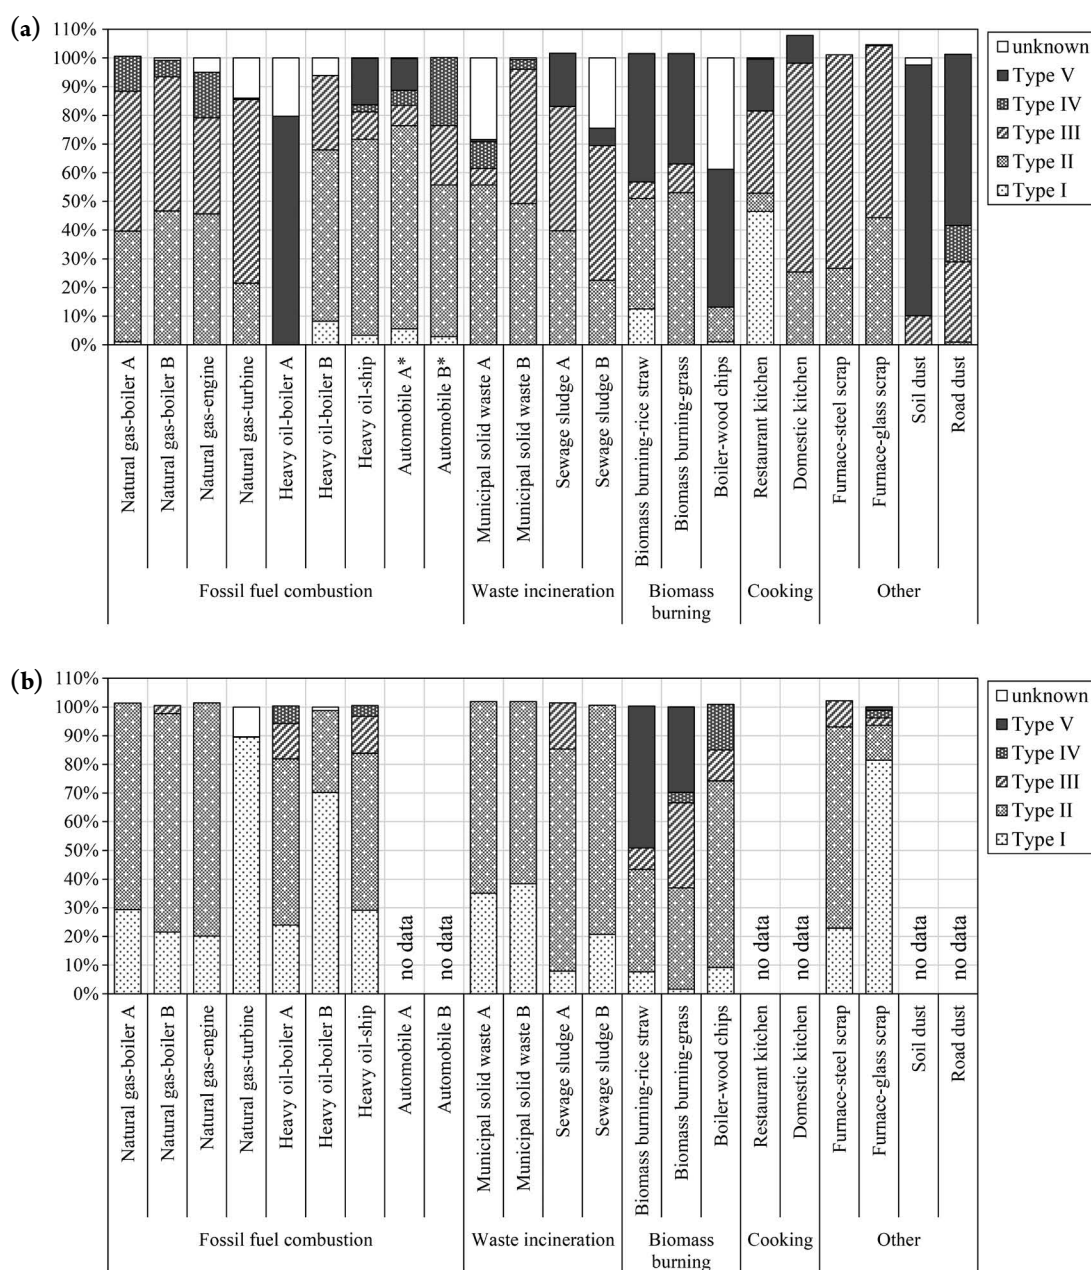 (a)
110%
100%
90%
80%
70%
60%
50%
40%
30%
20%
10%
0%
unknown
Type V
Type IV
Type III
Type II
Type I
Natural gas-boiler A
Natural gas-boiler B
Natural gas-engine
Natural gas-turbine
Heavy oil-boiler A
Heavy oil-boiler B
Heavy oil-ship
Automobile A*
Automobile B*
Municipal solid waste A
Municipal solid waste B
Sewage sludge A
Sewage sludge B
Biomass burning-rice straw
Biomass burning-grass
Boiler-wood chips
Restaurant kitchen
Domestic kitchen
Furnace-steel scrap
Furnace-glass scrap
Soil dust
Road dust
Fossil fuel combustion
Waste incineration
Biomass
burning
Cooking
Other
(b)
110%
100%
90%
80%
70%
60%
50%
40%
30%
20%
10%
0%
unknown
Type V
Type IV
Type III
Type II
Type I
no data
no data
no data
no data
no data
no data
Natural gas-boiler A
Natural gas-boiler B
Natural gas-engine
Natural gas-turbine
Heavy oil-boiler A
Heavy oil-boiler B
Heavy oil-ship
Automobile A
Automobile B
Municipal solid waste A
Municipal solid waste B
Sewage sludge A
Sewage sludge B
Biomass burning-rice straw
Biomass burning-grass
Boiler-wood chips
Restaurant kitchen
Domestic kitchen
Furnace-steel scrap
Furnace-glass scrap
Soil dust
Road dust
Fossil fuel combustion
Waste incineration
Biomass
burning
Cooking
Other